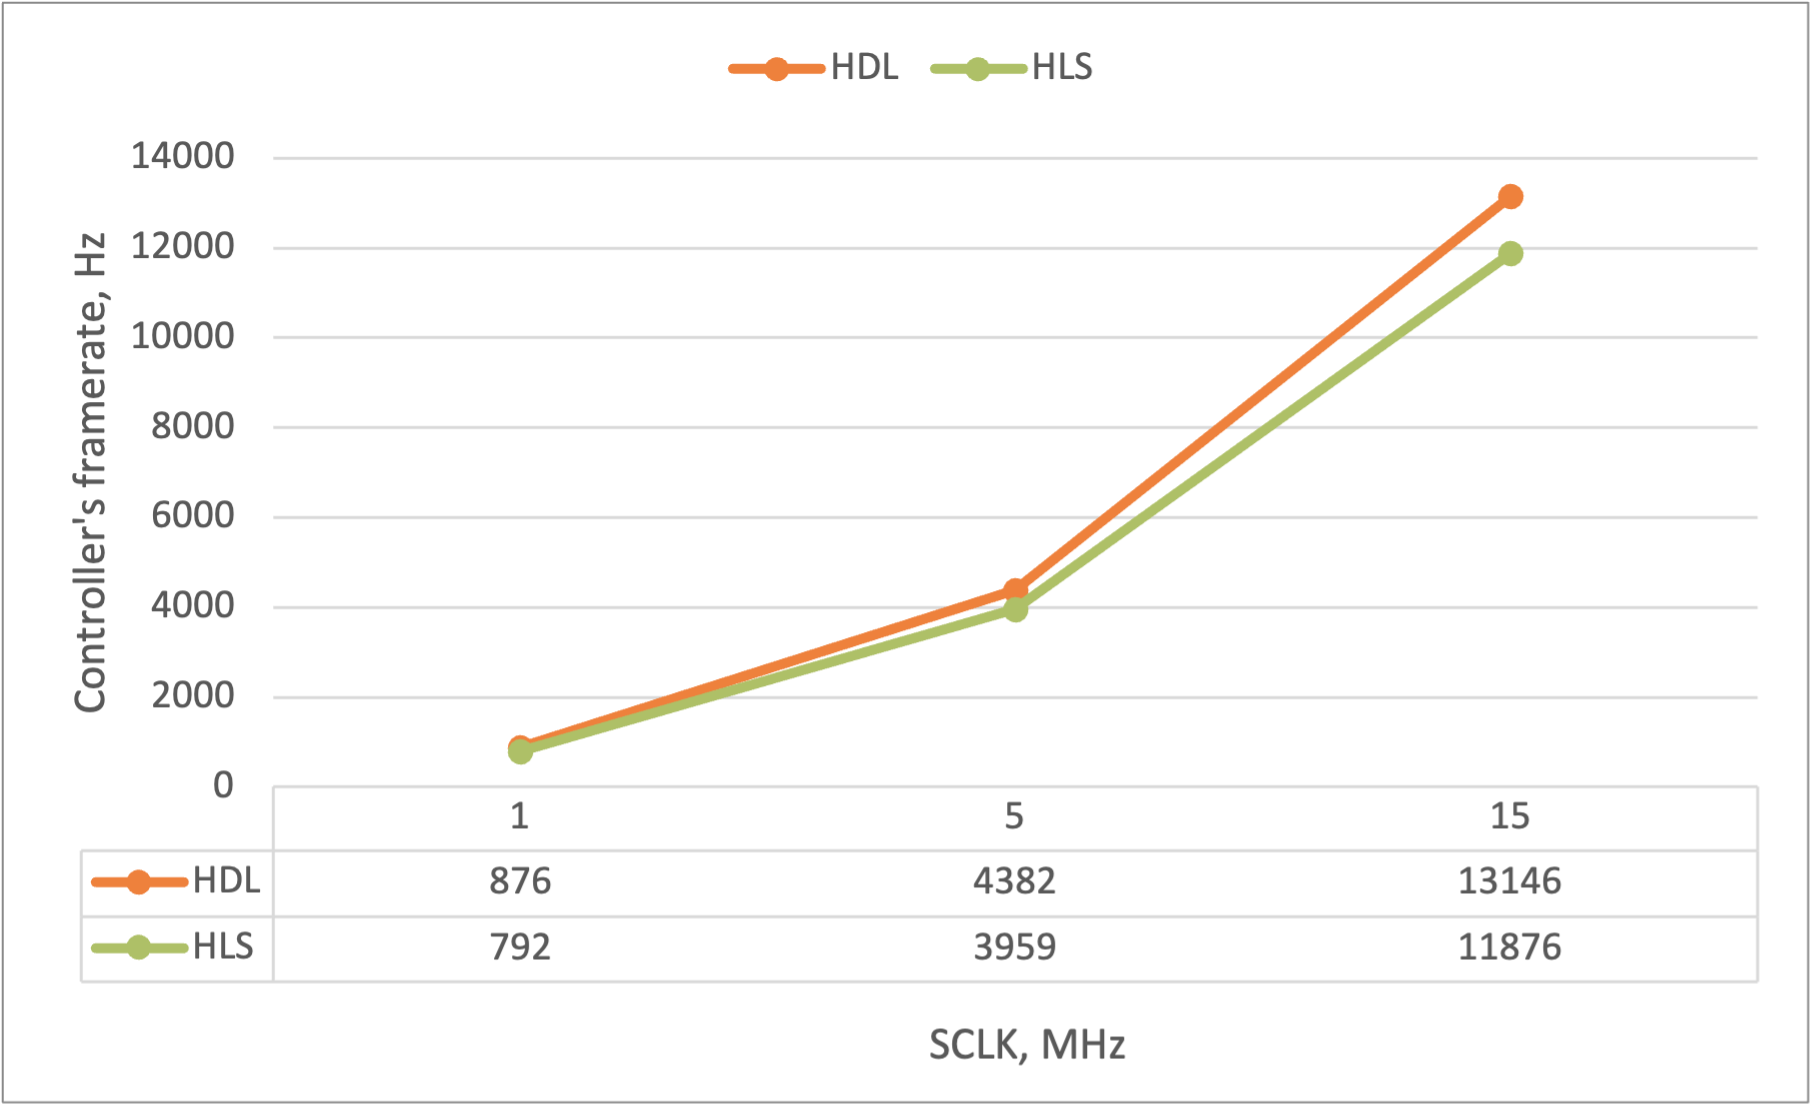 HDL HLS
14000
12000
10000
8000
6000
4000
2000
0
Controller's framerate, Hz
1 5 15
HDL 876 4382 13146
HLS 792 3959 11876
SCLK, MHz